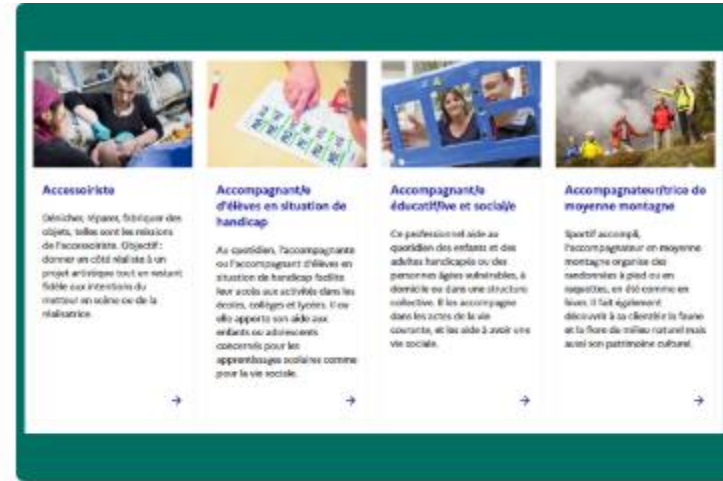 Accessoiriste
Dénicher, réparer, fabriquer des
objets, telles sont les missions
de l'accessoiriste. Objectif :
donner un côté réaliste à un
projet artistique tout en restant
fidèle aux intentions du
metteur en scène ou de la
réalisatrice.
Accompagnant/e
d'élèves en situation de
handicap
Au quotidien, l'accompagnante
ou l'accompagnant d'élèves en
situation de handicap facilite
leur accès aux activités dans les
écoles, collèges et lycées. Il ou
elle apporte son aide aux
enfants ou adolescents
concernés pour les
apprentissages scolaires comme
pour la vie sociale.
Accompagnant/e
éducatif/ive et social/e
Ce professionnel aide au
quotidien des enfants et des
adultes handicapés ou des
personnes âgées vulnérables, à
domicile ou dans une structure
collective. Il les accompagne
dans les actes de la vie
courante, et les aide à avoir une
vie sociale.
Accompagnateur/trice de
moyenne montagne
Sportif accompli,
l'accompagnateur en moyenne
montagne organise des
randonnées à pied ou en
raquettes, en été comme en
hiver. Il fait également
découvrir à sa clientèle la faune
et la flore du milieu naturel mais
aussi son patrimoine culturel.